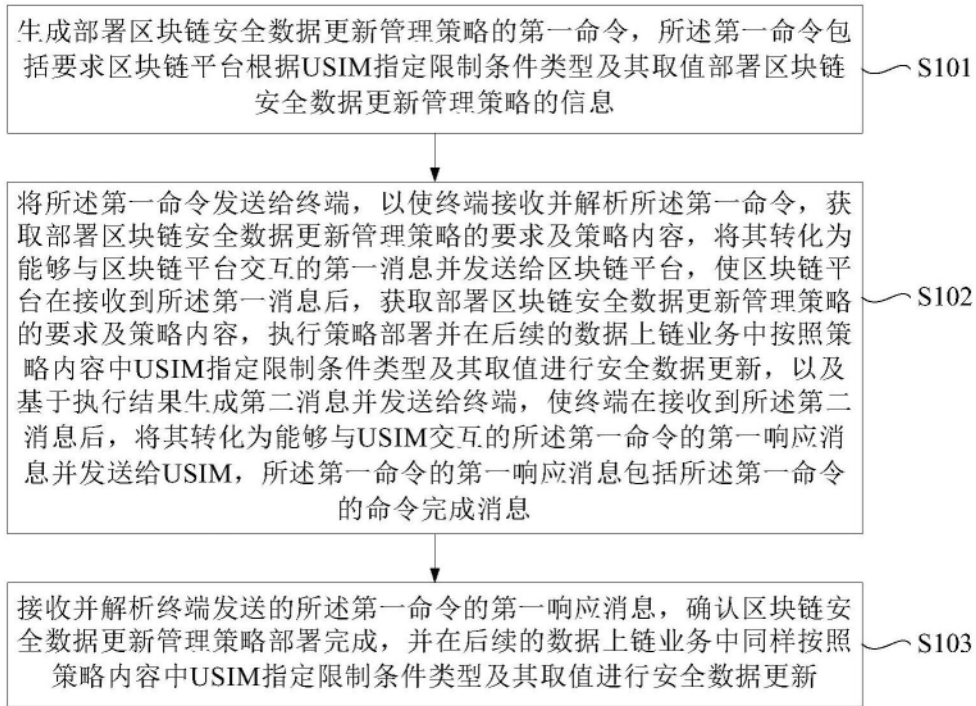 生成部署区块链安全数据更新管理策略的第一命令，所述第一命令包
括要求区块链平台根据USIM指定限制条件类型及其取值部署区块链
安全数据更新管理策略的信息
S101
将所述第一命令发送给终端，以使终端接收并解析所述第一命令，获
取部署区块链安全数据更新管理策略的要求及策略内容，将其转化为
能够与区块链平台交互的第一消息并发送给区块链平台，使区块链平
台在接收到所述第一消息后，获取部署区块链安全数据更新管理策略
的要求及策略内容，执行策略部署并在后续的数据上链业务中按照策
略内容中USIM指定限制条件类型及其取值进行安全数据更新，以及
基于执行结果生成第二消息并发送给终端，使终端在接收到所述第二
消息后，将其转化为能够与USIM交互的所述第一命令的第一响应消
息并发送给USIM，所述第一命令的第一响应消息包括所述第一命令
的命令完成消息
S102
接收并解析终端发送的所述第一命令的第一响应消息，确认区块链安
全数据更新管理策略部署完成，并在后续的数据上链业务中同样按照
策略内容中USIM指定限制条件类型及其取值进行安全数据更新
S103